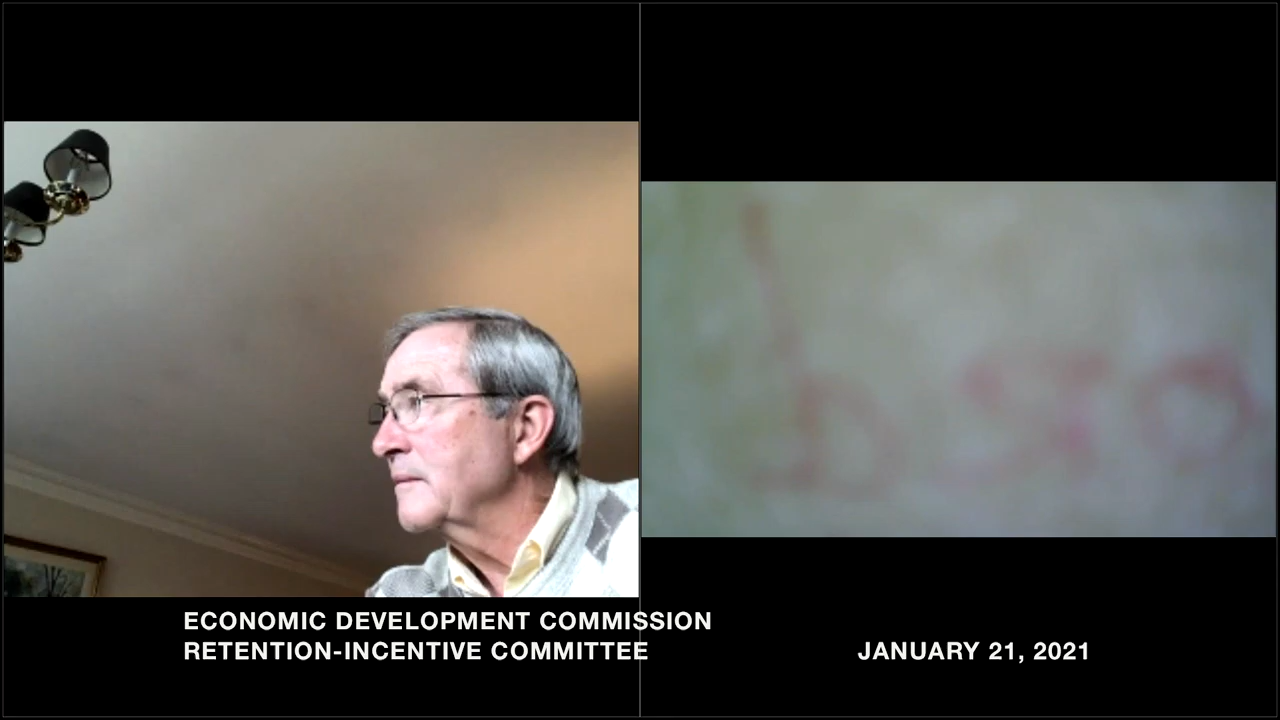 ECONOMIC DEVELOPMENT COMMISSION
RETENTION-INCENTIVE COMMITTEE
JANUARY 21, 2021